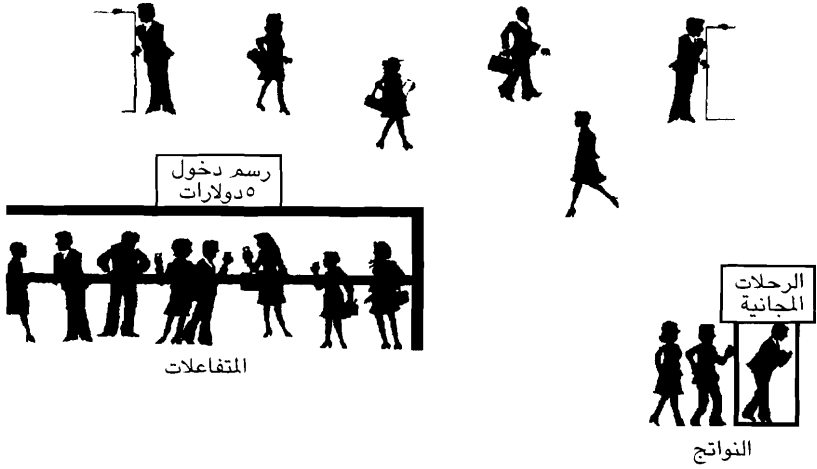 رسم دخول
٥دولارات
المتفاعلات
الرحلات
المجانية
النواتج